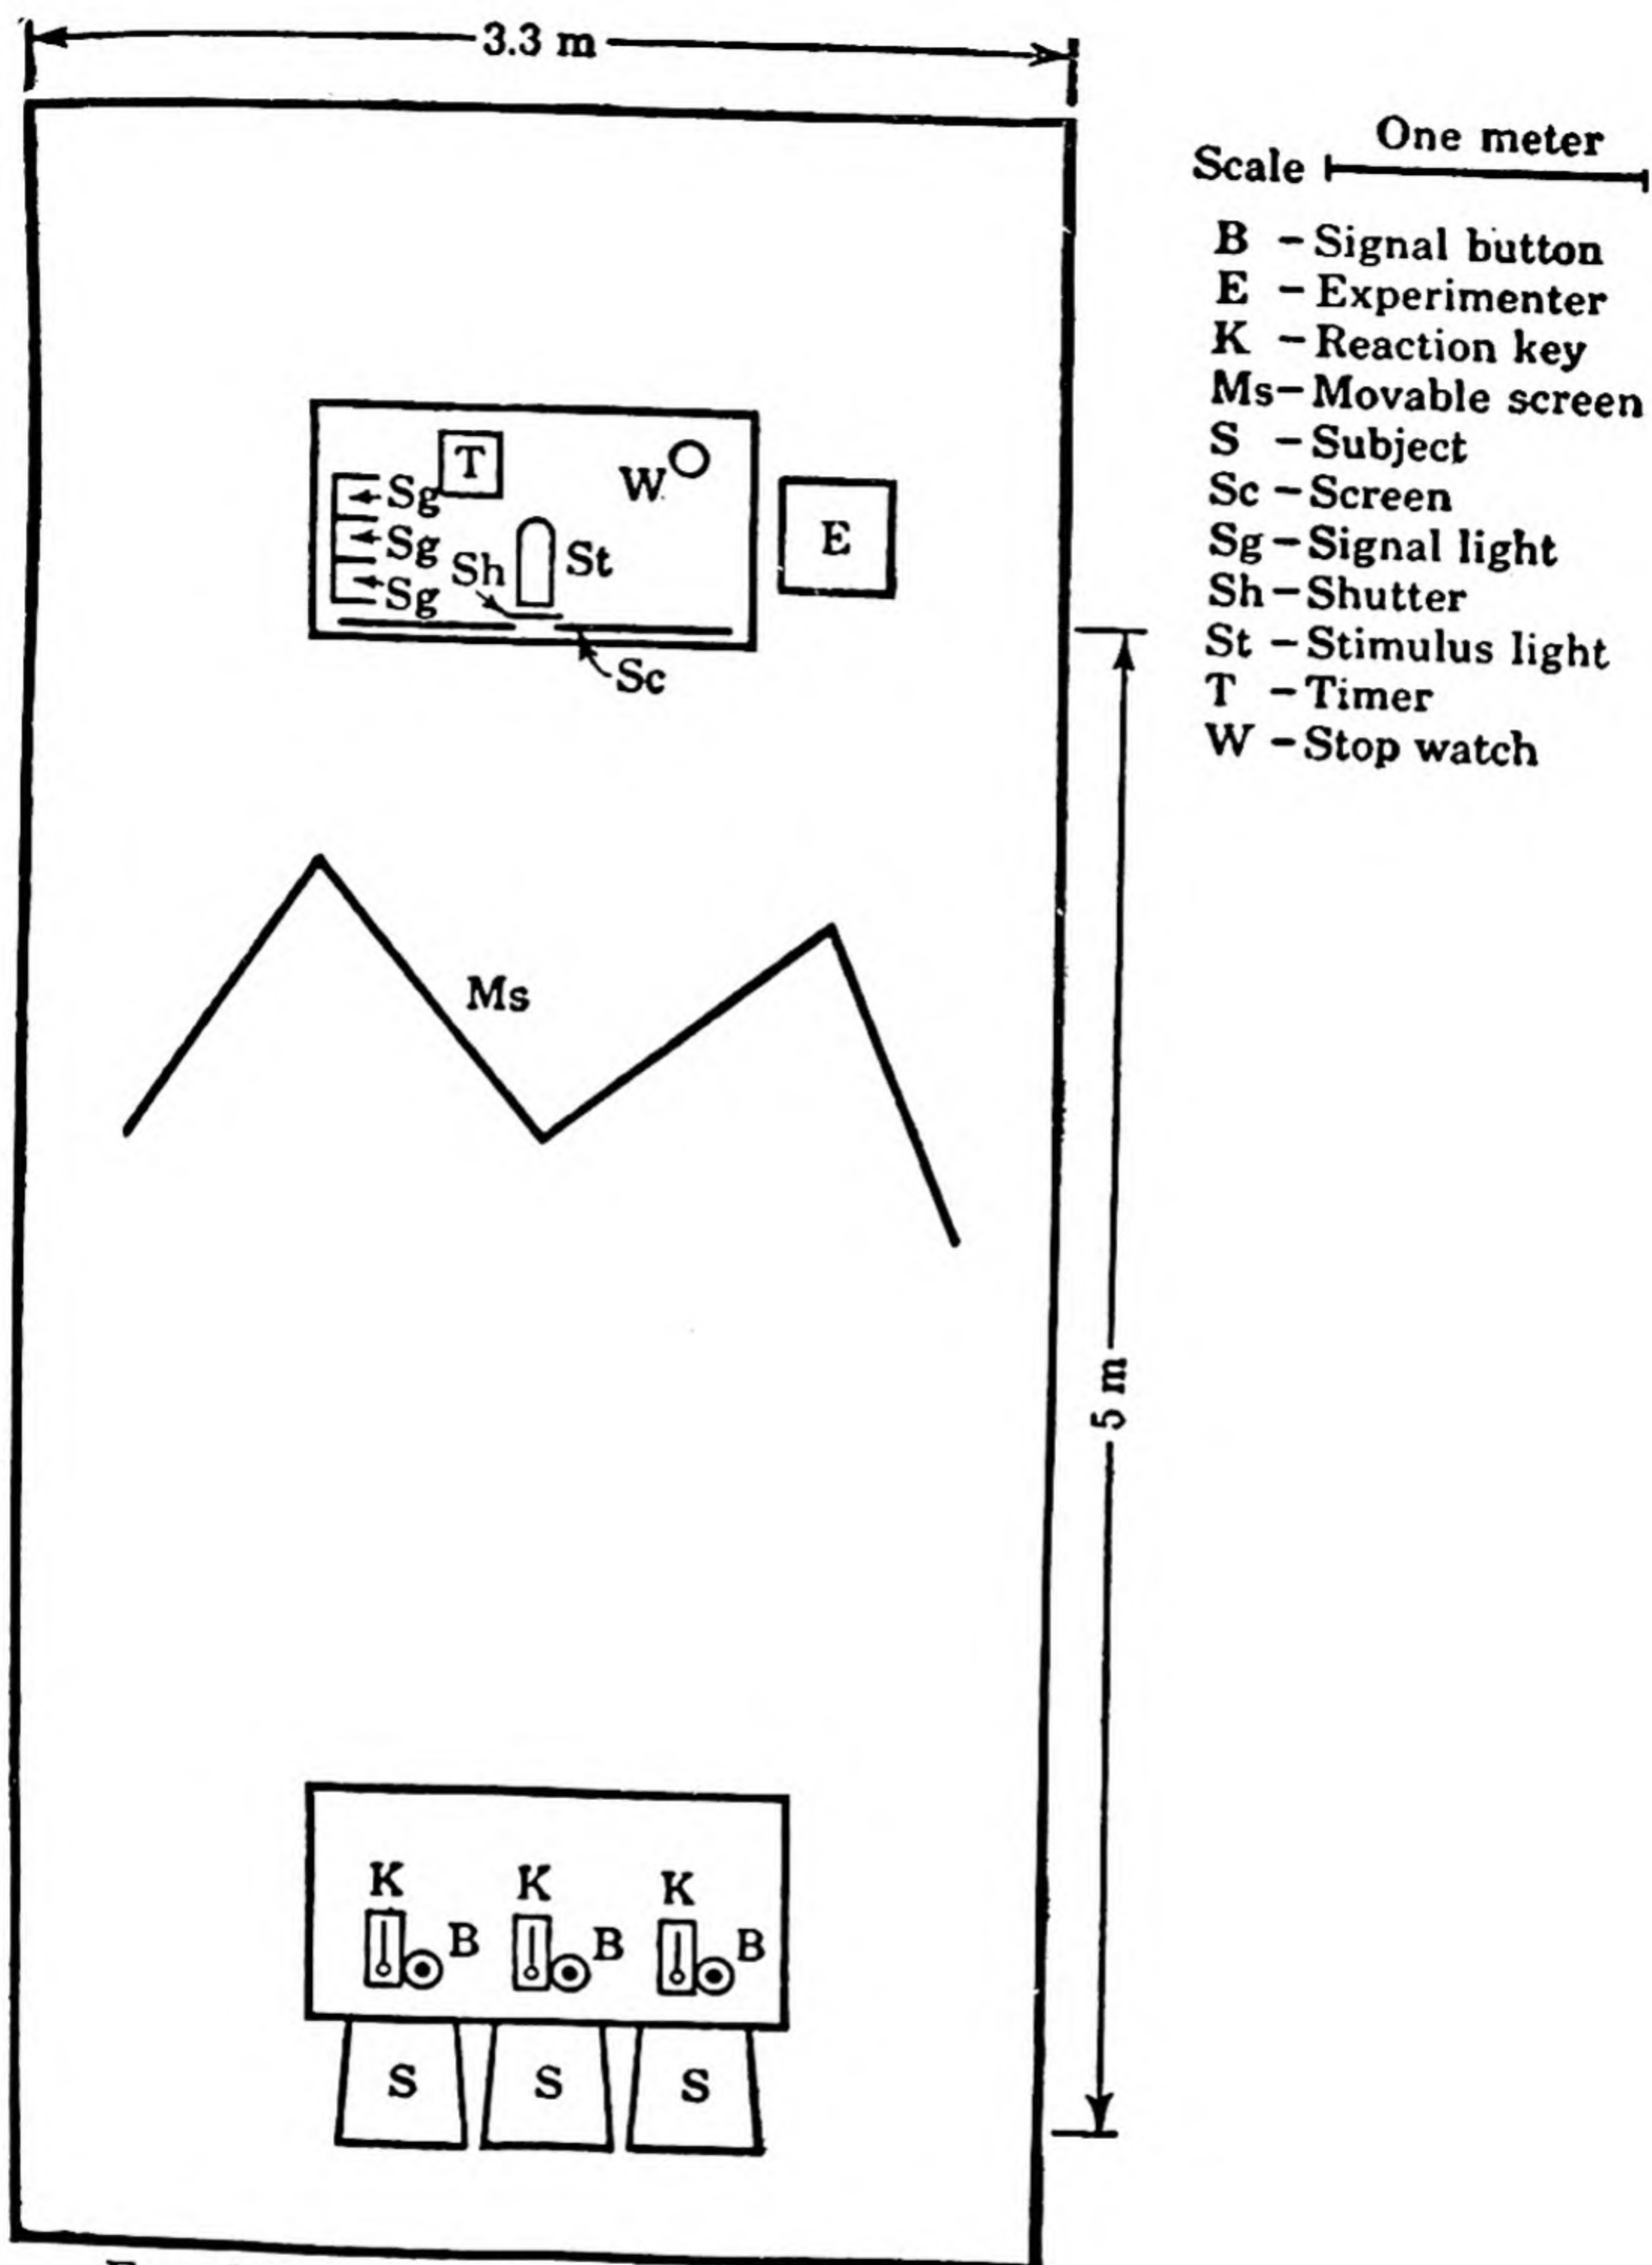 3.3 m
One meter
Scale
B – Signal button
E – Experimenter
K – Reaction key
Ms – Movable screen
S – Subject
Sc – Screen
Sg – Signal light
Sh – Shutter
St – Stimulus light
T – Timer
W – Stop watch
T
W
Sg
Sg
Sg
Sh
St
E
Sc
Ms
5 m
K K K
B B B
S S S